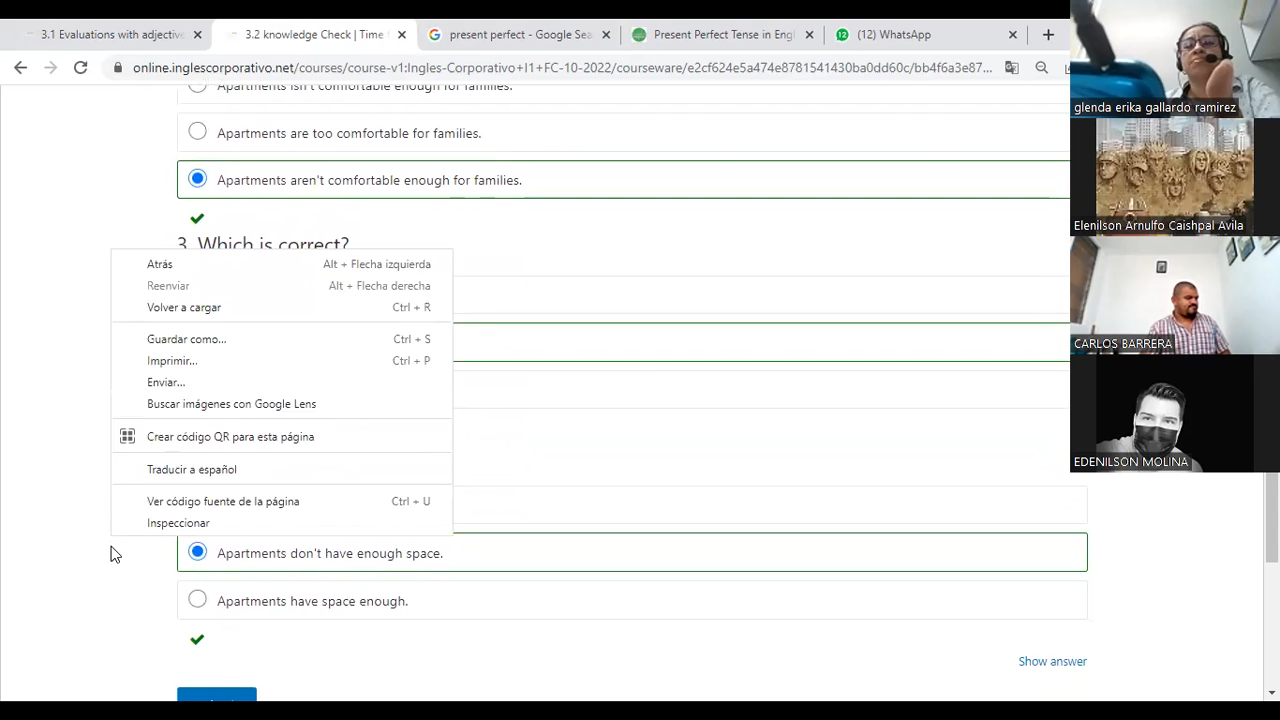 3.1 Evaluations with adjective
3.2 knowledge Check | Time
present perfect - Google Sea
Present Perfect Tense in Engl
(12) WhatsApp
online.inglescorporativo.net/courses/course-v1:Ingles-Corporativo+I1+FC-10-2022/courseware/e2cf624e5a474e8781541430ba0dd60c/bb4f6a3e87...
Apartments isn't comfortable enough for families.
Apartments are too comfortable for families.
Apartments aren't comfortable enough for families.
3. Which is correct?
Atrás Alt + Flecha izquierda
Reenviar Alt + Flecha derecha
Volver a cargar Ctrl + R
Guardar como... Ctrl + S
Imprimir... Ctrl + P
Enviar...
Buscar imágenes con Google Lens
Crear código QR para esta página
Traducir a español
Ver código fuente de la página Ctrl + U
Inspeccionar
Apartments don't have enough space.
Apartments have space enough.
Show answer
glenda erika gallardo ramirez
Elenilson Arnulfo Caishpal Avila
CARLOS BARRERA
EDENILSON MOLINA